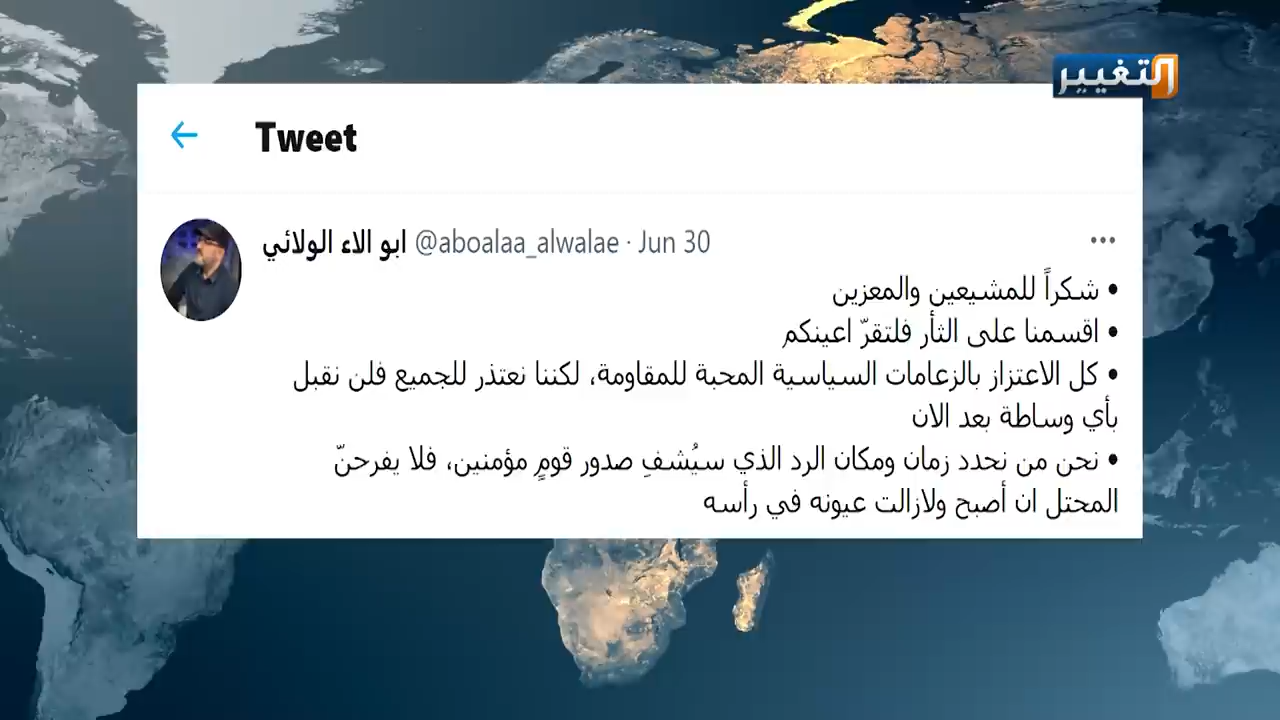 التغيير
Tweet
ابو الاء الولائي @aboalaa_alwalae · Jun 30
• شكراً للمشيعين والمعزين
• اقسمنا على الثأر فلتقرّ اعينكم
• كل الاعتزاز بالزعامات السياسية المحبة للمقاومة، لكننا نعتذر للجميع فلن نقبل
بأي وساطة بعد الان
• نحن من نحدد زمان ومكان الرد الذي سيُشفِ صدور قومٍ مؤمنين، فلا يفرحنّ
المحتل ان أصبح ولازالت عيونه في رأسه